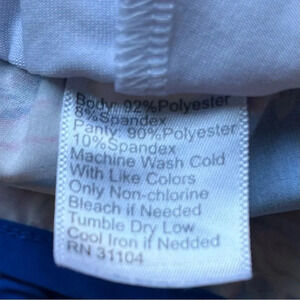 Body: 92%Polyester
8%Spandex
Panty: 90%Polyester
10%Spandex
Machine Wash Cold
With Like Colors
Only Non-chlorine
Bleach if Needed
Tumble Dry Low
Cool Iron if Nedded
RN 31104